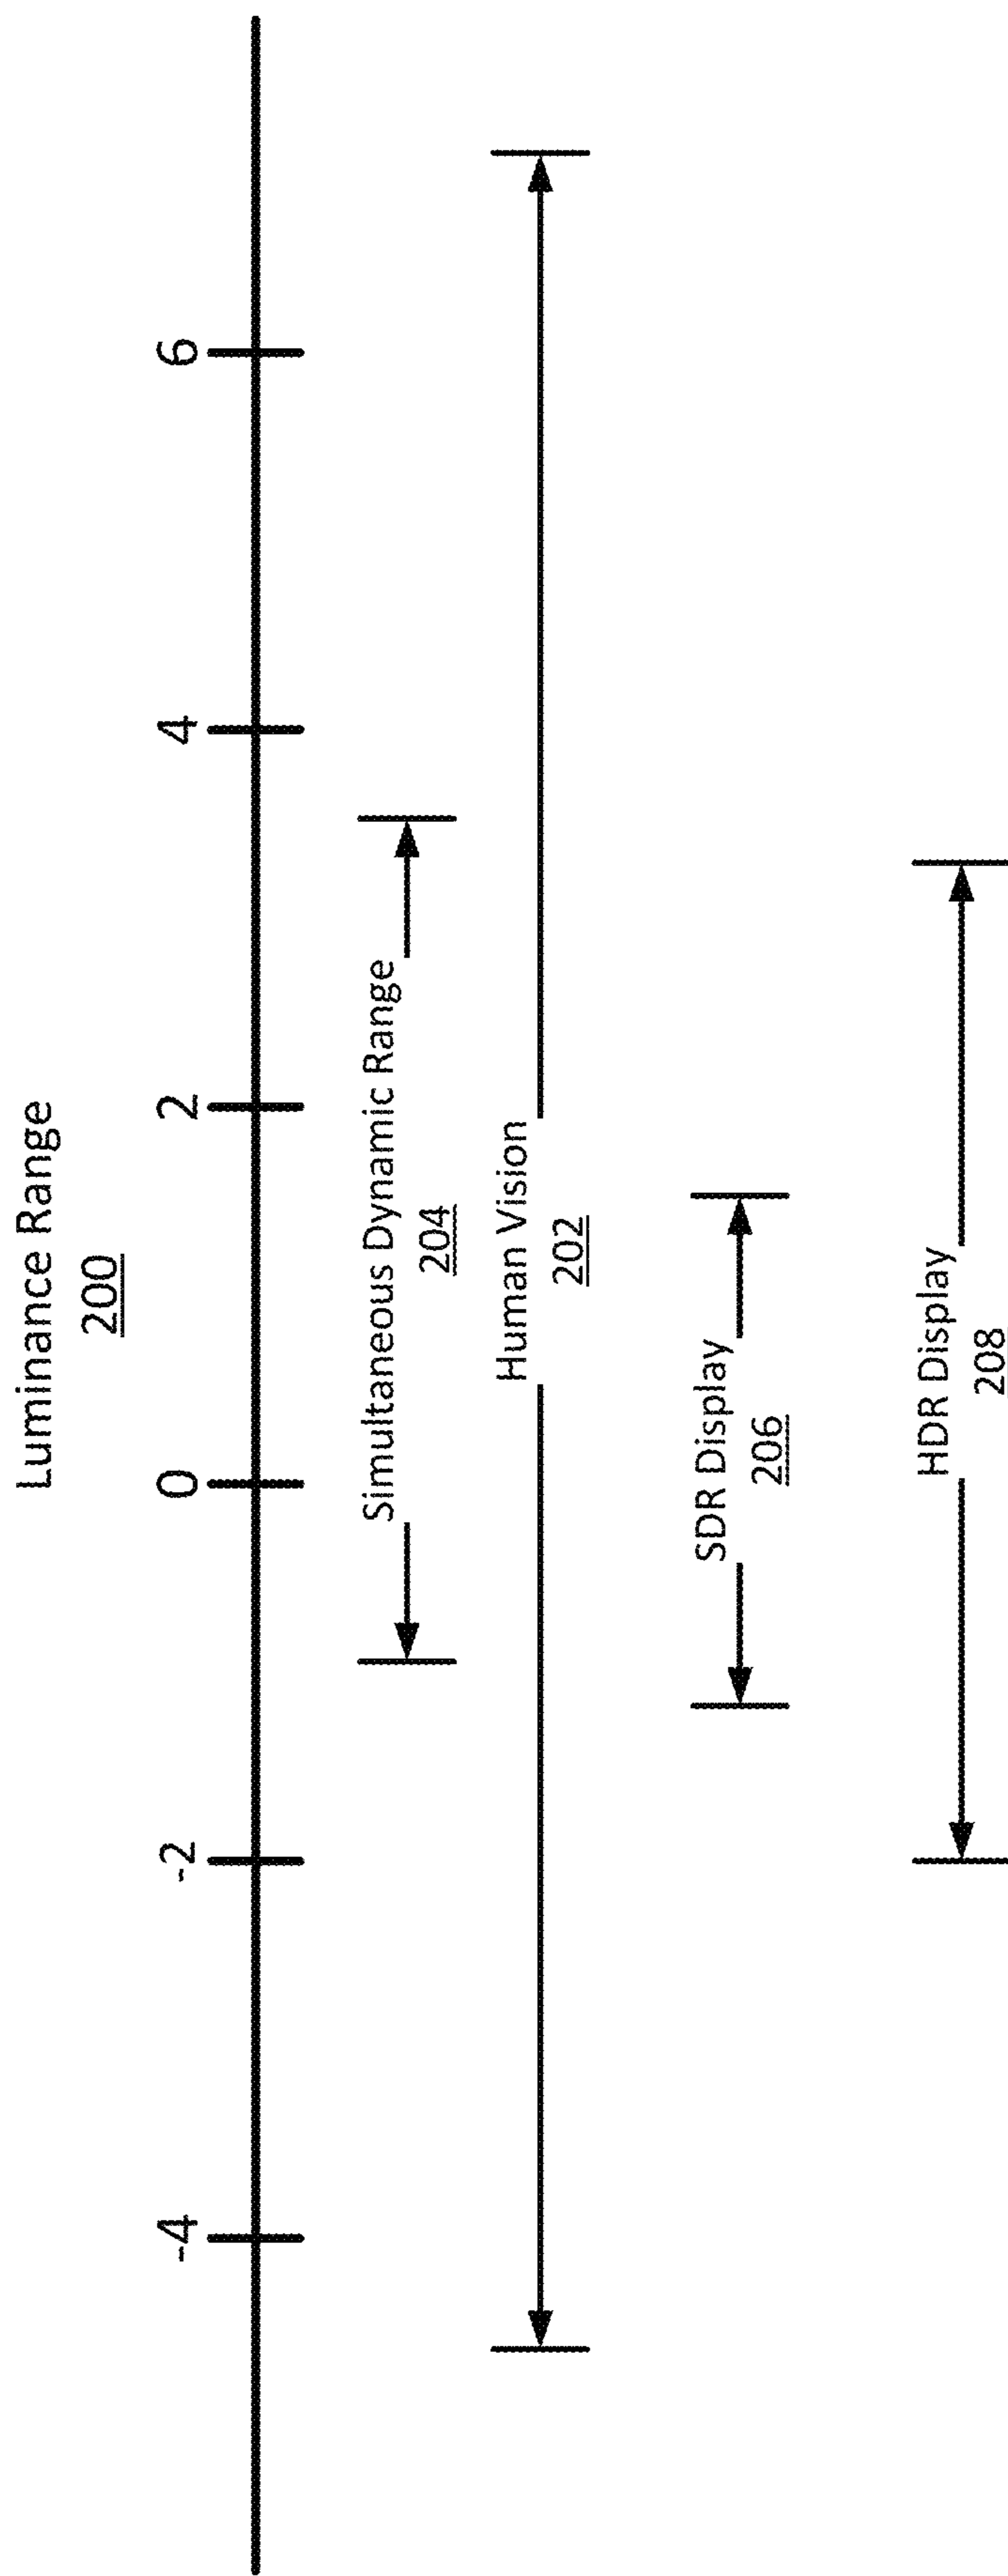 Luminance Range
200
-4 -2 0 2 4 6
Simultaneous Dynamic Range
204
Human Vision
202
SDR Display
206
HDR Display
208